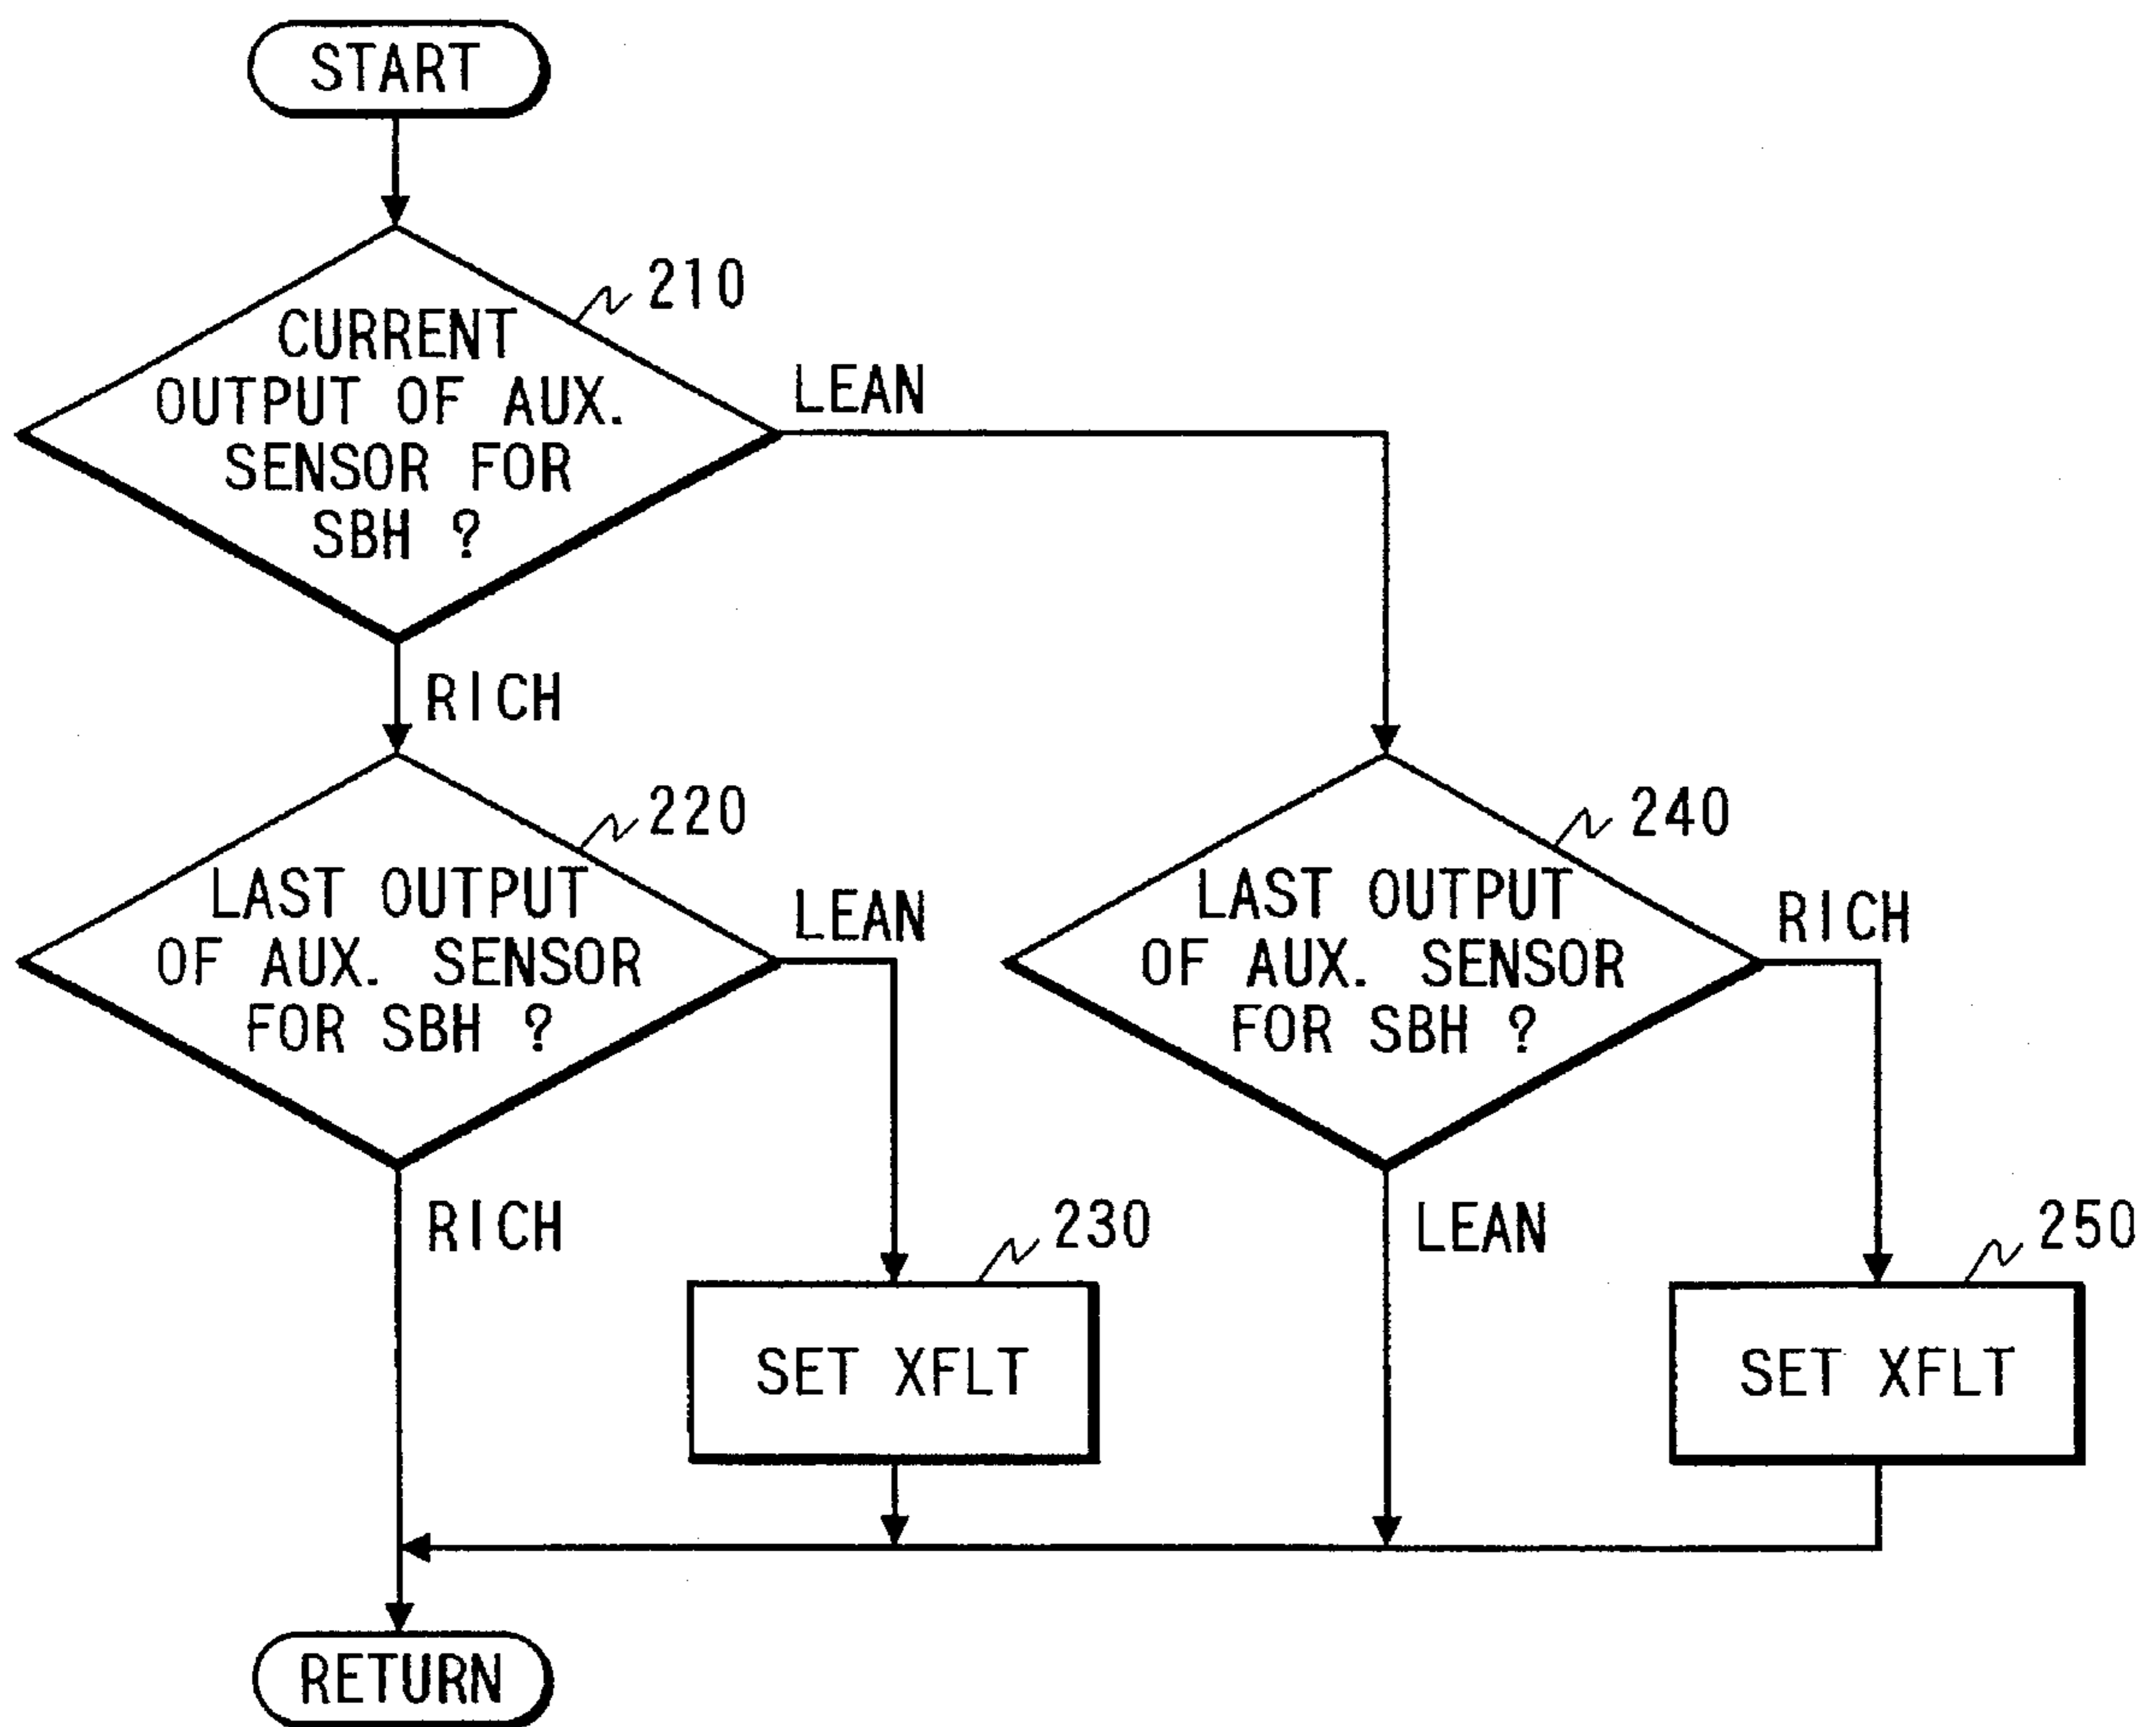 START
210
CURRENT
OUTPUT OF AUX.
SENSOR FOR
SBH ?
LEAN
RICH
220
LAST OUTPUT
OF AUX. SENSOR
FOR SBH ?
LEAN
RICH
240
LAST OUTPUT
OF AUX. SENSOR
FOR SBH ?
RICH
LEAN
230
SET XFLT
250
SET XFLT
RETURN